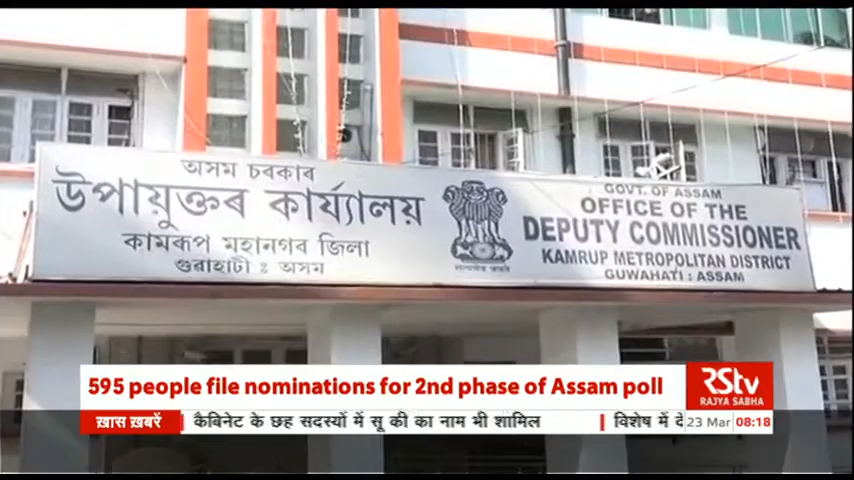 অসম চৰকাৰ
উপায়ুক্তৰ কাৰ্য্যালয়
কামৰূপ মহানগৰ জিলা
গুৱাহাটী : অসম
GOVT. OF ASSAM
OFFICE OF THE
DEPUTY COMMISSIONER
KAMRUP METROPOLITAN DISTRICT
GUWAHATI : ASSAM
595 people file nominations for 2nd phase of Assam poll
RStv
RAJYA SABHA
ख़ास ख़बरें
कैबिनेट के छह सदस्यों में सू की का नाम भी शामिल
विशेष में दे
23 Mar 08:18